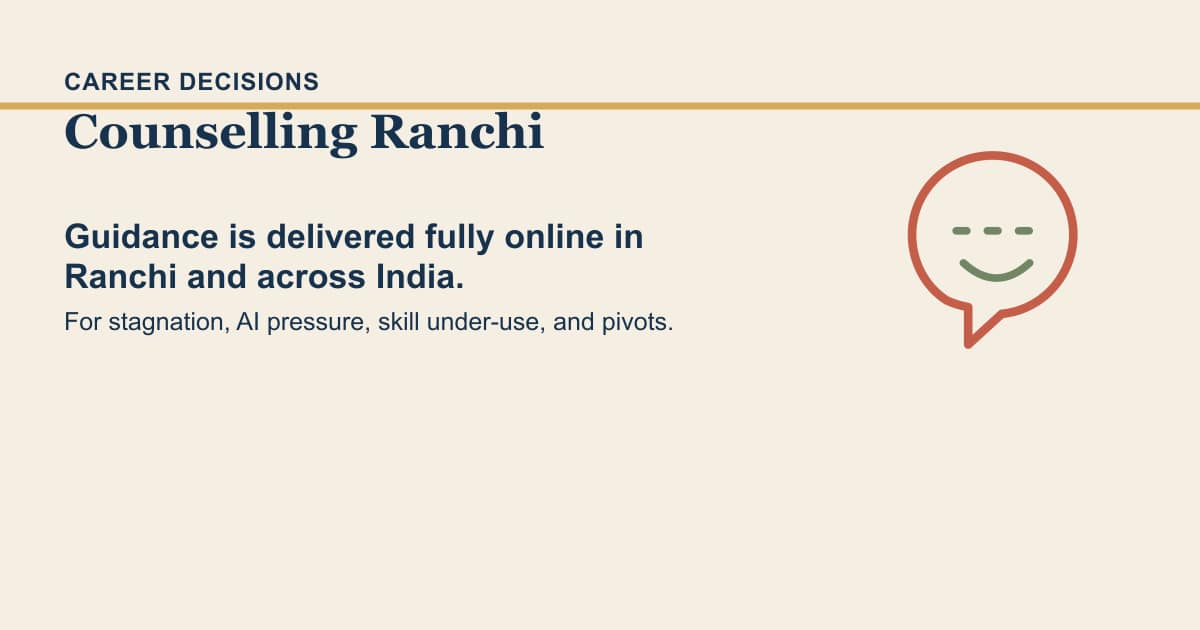 CAREER DECISIONS
Counselling Ranchi
Guidance is delivered fully online in
Ranchi and across India.
For stagnation, AI pressure, skill under-use, and pivots.